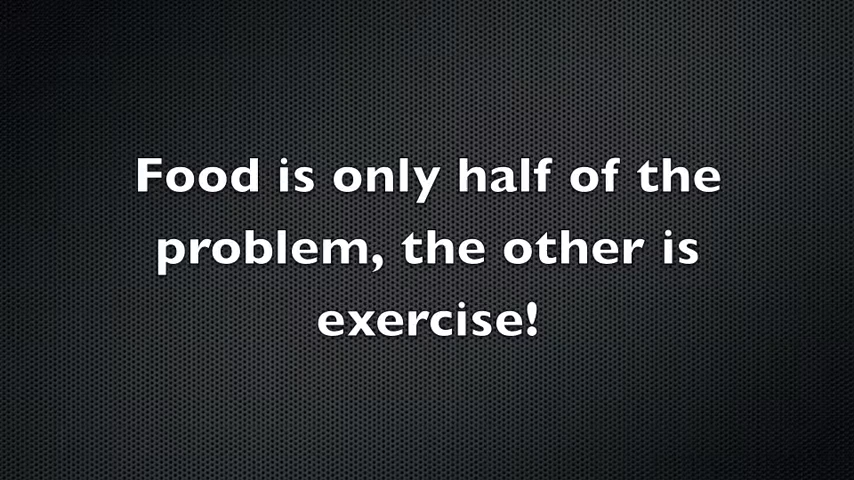 Food is only half of the
problem, the other is
exercise!